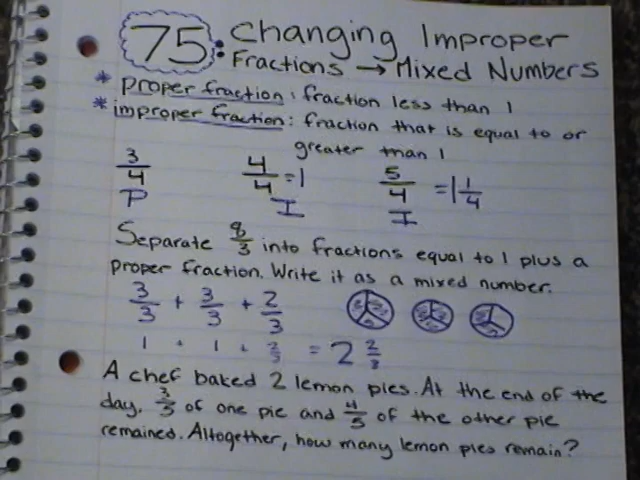 75: Changing Improper
Fractions → Mixed Numbers
* proper fraction: fraction less than 1
* improper fraction: fraction that is equal to or
greater than 1
3/4 4/4 = 1 5/4 = 1 1/4
P I I
Separate 8/3 into fractions equal to 1 plus a
proper fraction. Write it as a mixed number.
3/3 + 3/3 + 2/3
1 + 1 + 2/3 = 2 2/3
A chef baked 2 lemon pies. At the end of the
day, 3/5 of one pie and 4/5 of the other pie
remained. Altogether, how many lemon pies remain?